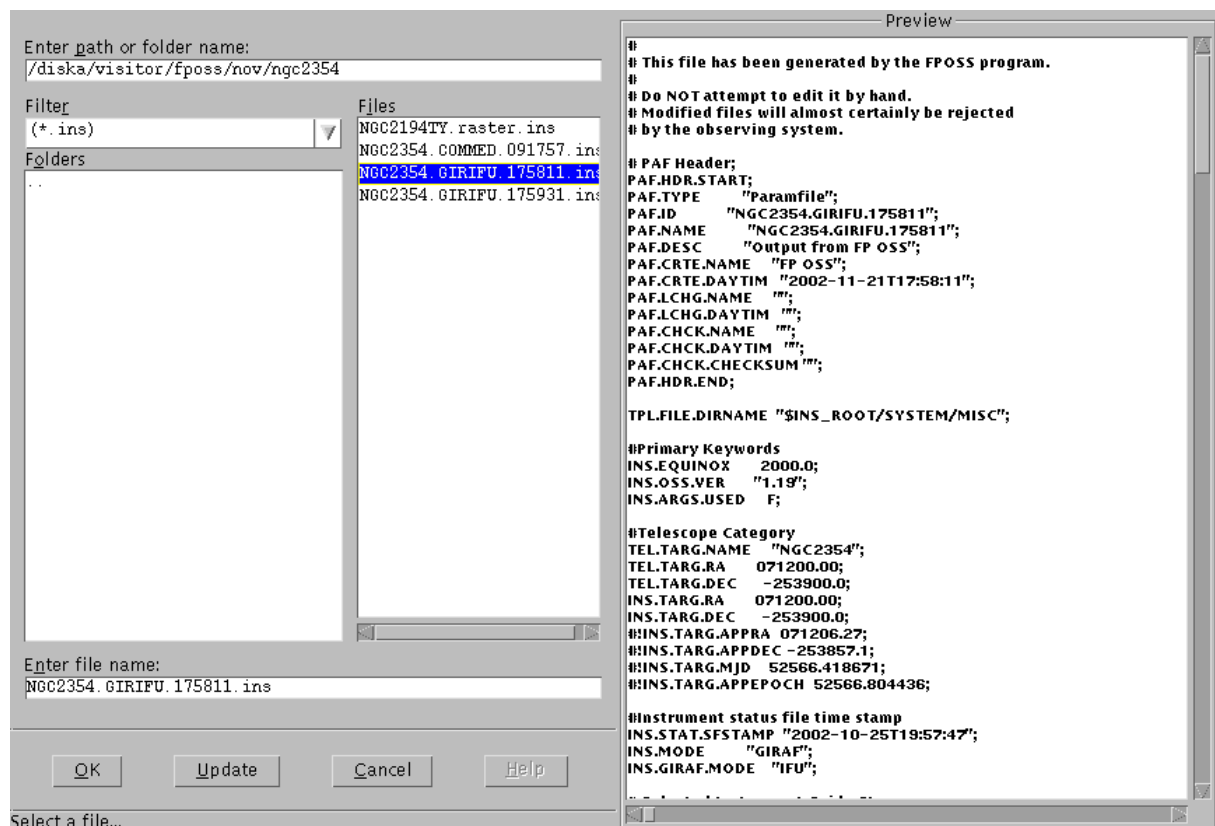 Enter path or folder name:
/diska/visitor/fposs/nov/ngc2354
Filter
(*.ins)
Folders
..
Files
NGC2194TY.raster.ins
NGC2354.COMMED.091757.ins
NGC2354.GIRIFU.175811.ins
NGC2354.GIRIFU.175931.ins
Enter file name:
NGC2354.GIRIFU.175811.ins
OK Update Cancel Help
Select a file...
Preview
#
# This file has been generated by the FPOSS program.
#
# Do NOT attempt to edit it by hand.
# Modified files will almost certainly be rejected
# by the observing system.
# PAF Header;
PAF.HDR.START;
PAF.TYPE "Paramfile";
PAF.ID "NGC2354.GIRIFU.175811";
PAF.NAME "NGC2354.GIRIFU.175811";
PAF.DESC "Output from FP OSS";
PAF.CRTE.NAME "FP OSS";
PAF.CRTE.DAYTIM "2002-11-21T17:58:11";
PAF.LCHG.NAME "";
PAF.LCHG.DAYTIM "";
PAF.CHCK.NAME "";
PAF.CHCK.DAYTIM "";
PAF.CHCK.CHECKSUM "";
PAF.HDR.END;
TPL.FILE.DIRNAME "$INS_ROOT/SYSTEM/MISC";
#Primary Keywords
INS.EQUINOX 2000.0;
INS.OSS.VER "1.19";
INS.ARGS.USED F;
#Telescope Category
TEL.TARG.NAME "NGC2354";
TEL.TARG.RA 071200.00;
TEL.TARG.DEC -253900.0;
INS.TARG.RA 071200.00;
INS.TARG.DEC -253900.0;
#!INS.TARG.APPRA 071206.27;
#!INS.TARG.APPDEC -253857.1;
#!INS.TARG.MJD 52566.418671;
#!INS.TARG.APPEPOCH 52566.804436;
#Instrument status file time stamp
INS.STAT.SFSTAMP "2002-10-25T19:57:47";
INS.MODE "GIRAF";
INS.GIRAF.MODE "IFU";